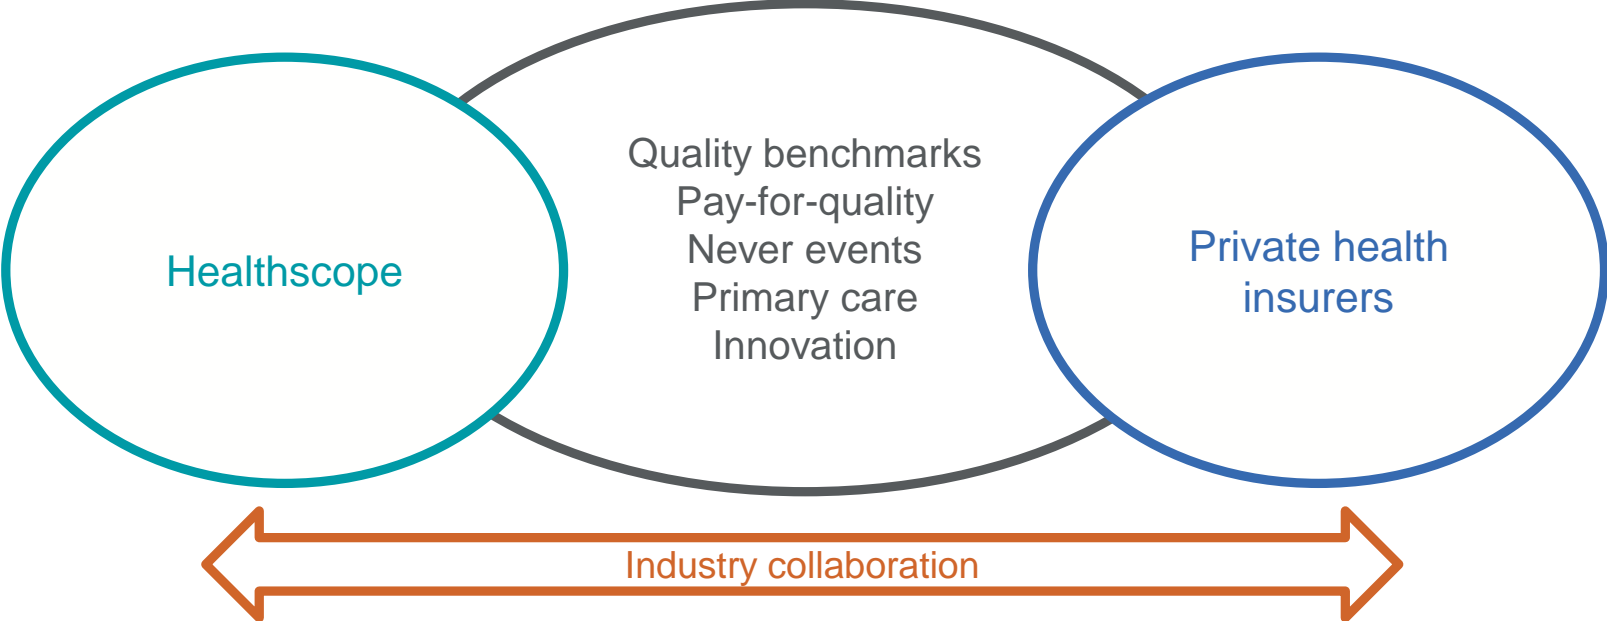 Healthscope
Quality benchmarks
Pay-for-quality
Never events
Primary care
Innovation
Private health
insurers
Industry collaboration